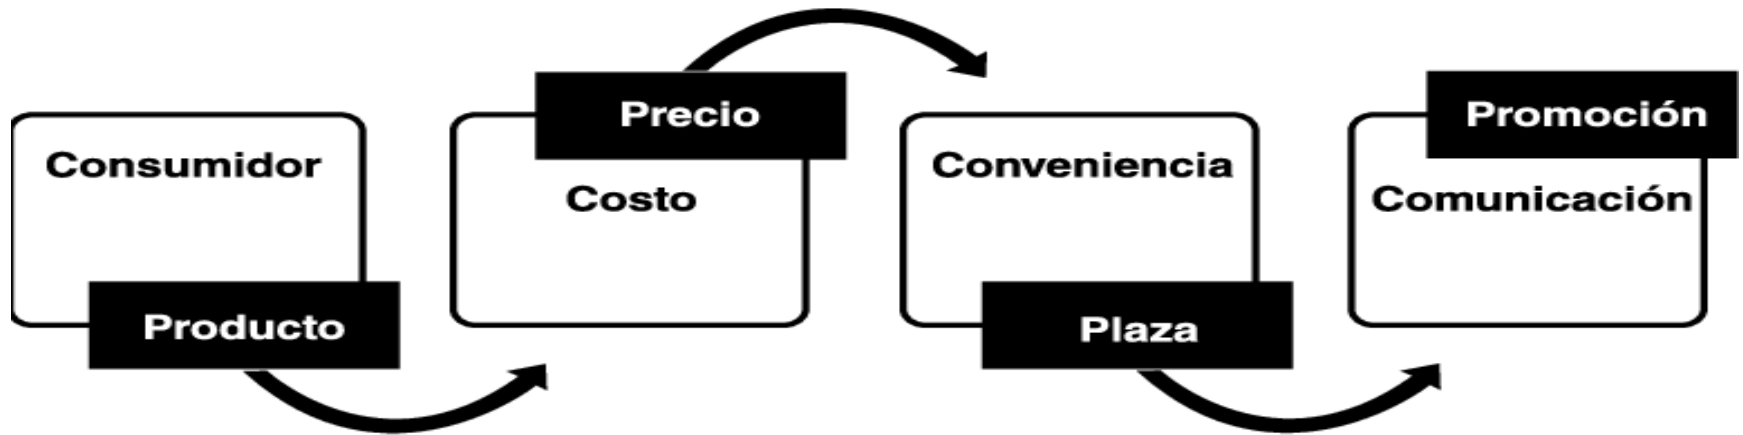 Consumidor
Producto
Precio
Costo
Conveniencia
Plaza
Promoción
Comunicación